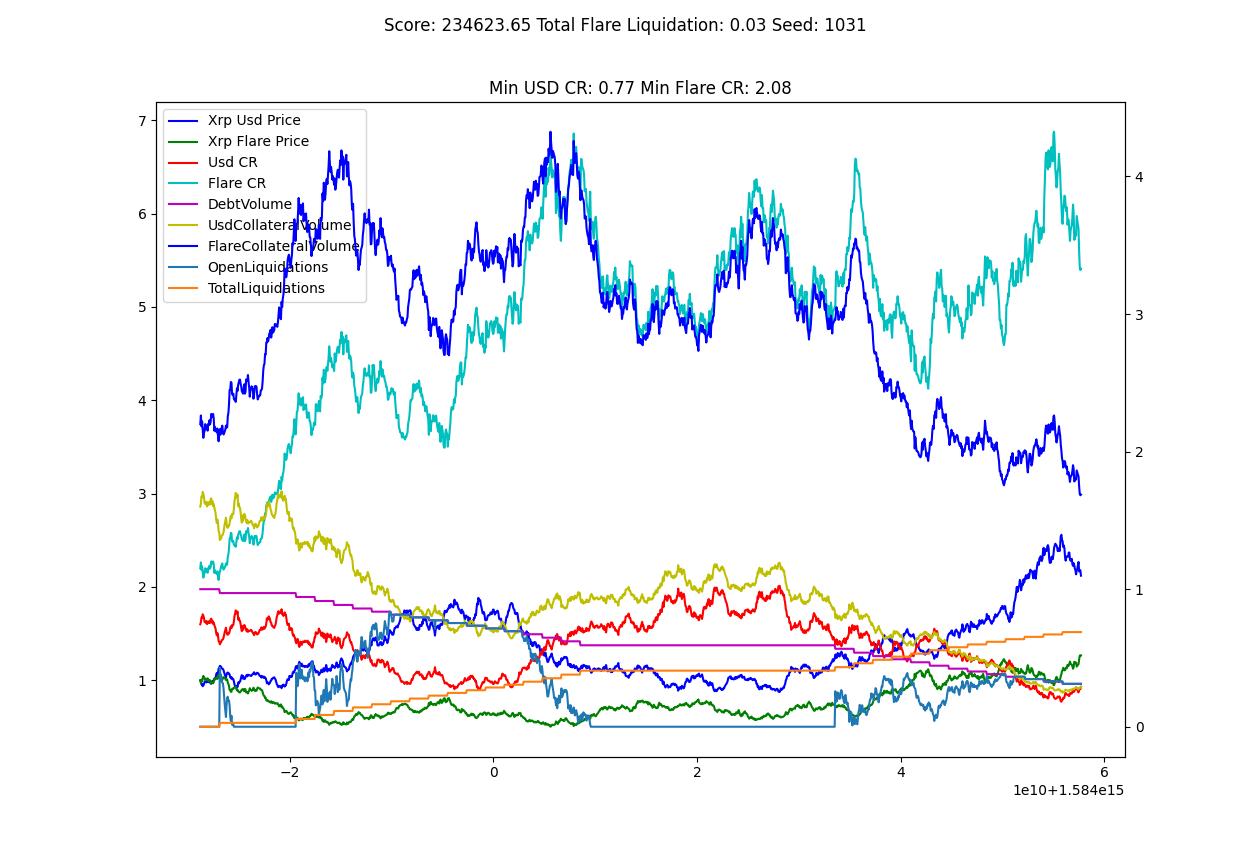 Score: 234623.65 Total Flare Liquidation: 0.03 Seed: 1031
Min USD CR: 0.77 Min Flare CR: 2.08
Xrp Usd Price
Xrp Flare Price
Usd CR
Flare CR
DebtVolume
UsdCollateralVolume
FlareCollateralVolume
OpenLiquidations
TotalLiquidations
7
6
5
4
3
2
1
4
3
2
1
0
−2
0
2
4
6
1e10+1.584e15